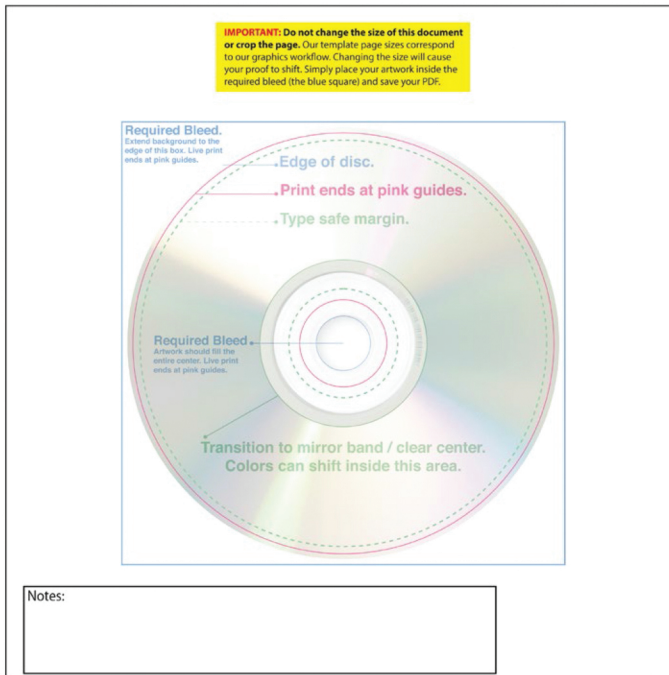 IMPORTANT: Do not change the size of this document
or crop the page. Our template page sizes correspond
to our graphics workflow. Changing the size will cause
your proof to shift. Simply place your artwork inside the
required bleed (the blue square) and save your PDF.
Required Bleed.
Extend background to the
edge of this box. Live print
ends at pink guides.
Edge of disc.
Print ends at pink guides.
Type safe margin.
Required Bleed
Artwork should fill the
entire center. Live print
ends at pink guides.
Transition to mirror band / clear center.
Colors can shift inside this area.
Notes: